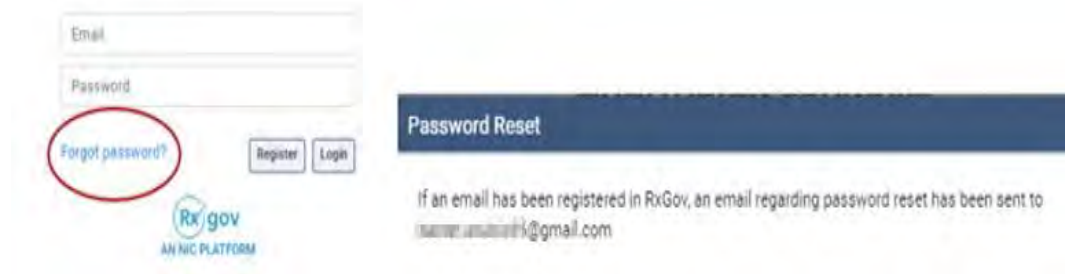 Email
Password
Forgot password?
Register
Login
Rx gov
AN NIC PLATFORM
Password Reset
If an email has been registered in RxGov, an email regarding password reset has been sent to
@gmail.com